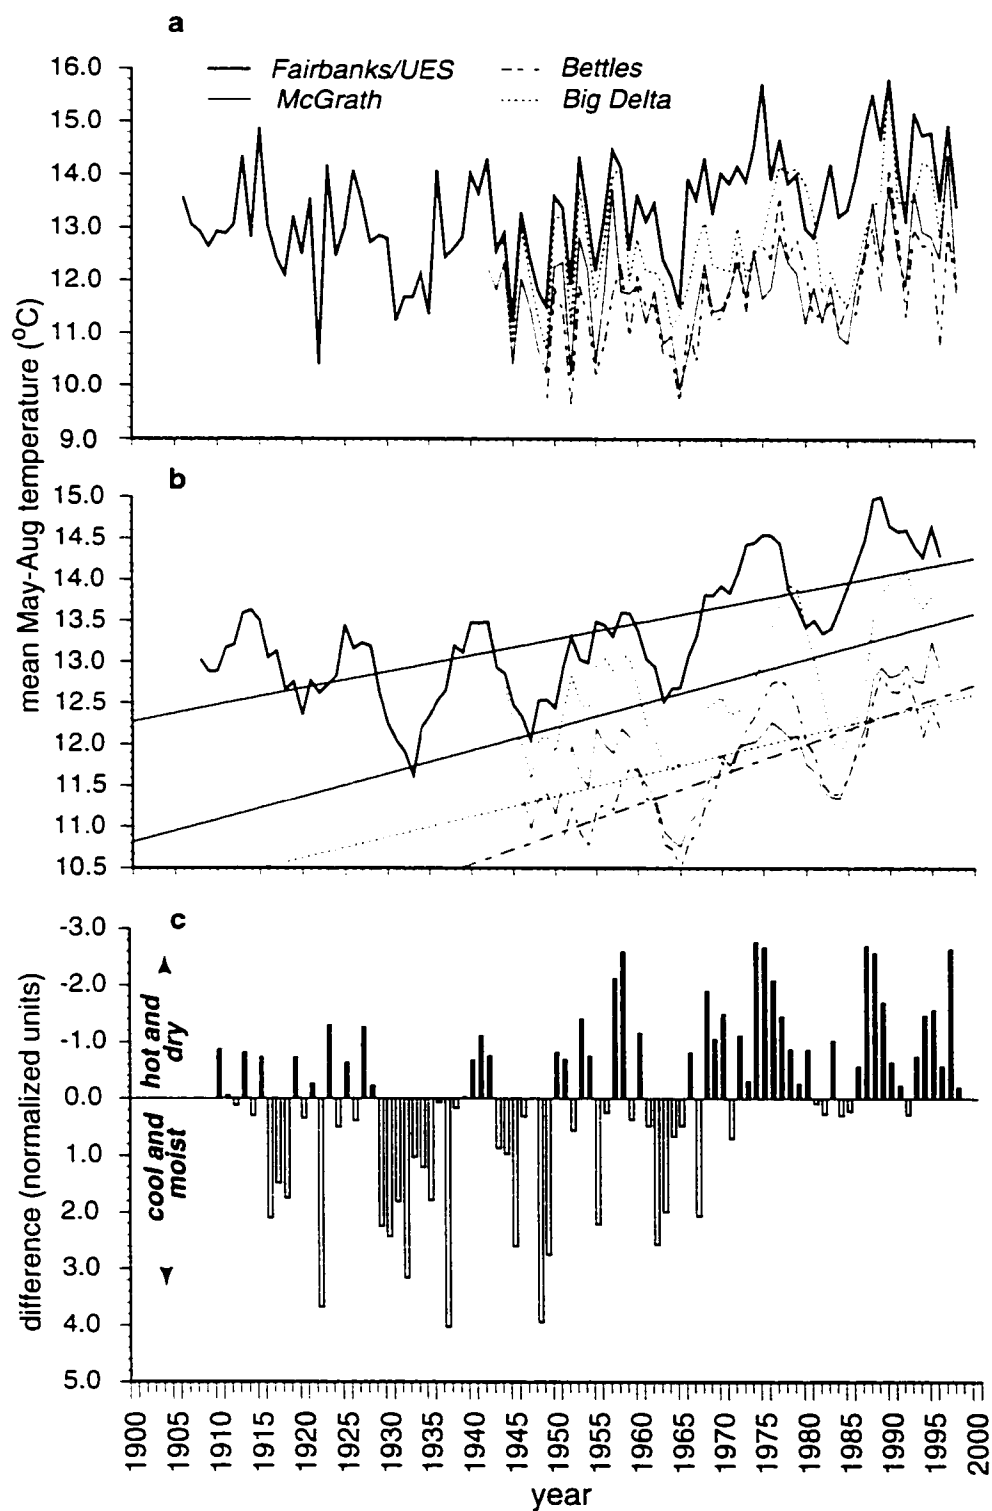 a
Fairbanks/UES
Bettles
McGrath
Big Delta
16.0
15.0
14.0
13.0
12.0
11.0
10.0
9.0
mean May-Aug temperature (ºC)
b
15.0
14.5
14.0
13.5
13.0
12.5
12.0
11.5
11.0
10.5
c
-3.0
-2.0
-1.0
0.0
1.0
2.0
3.0
4.0
5.0
difference (normalized units)
hot and
dry
cool and
moist
1900 1905 1910 1915 1920 1925 1930 1935 1940 1945 1950 1955 1960 1965 1970 1975 1980 1985 1990 1995 2000
year